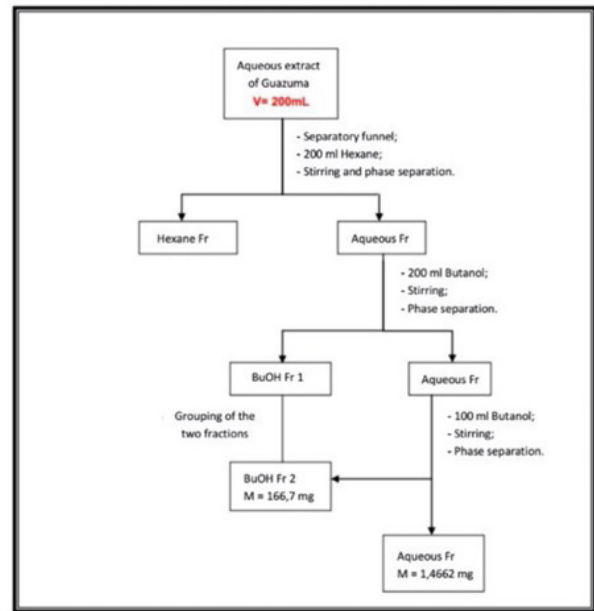 Aqueous extract
of Guazuma
V= 200mL
- Separatory funnel;
- 200 ml Hexane;
- Stirring and phase separation.
Hexane Fr
Aqueous Fr
- 200 ml Butanol;
- Stirring;
- Phase separation.
BuOH Fr 1
Aqueous Fr
Grouping of the
two fractions
- 100 ml Butanol;
- Stirring;
- Phase separation.
BuOH Fr 2
M = 166,7 mg
Aqueous Fr
M = 1,4662 mg